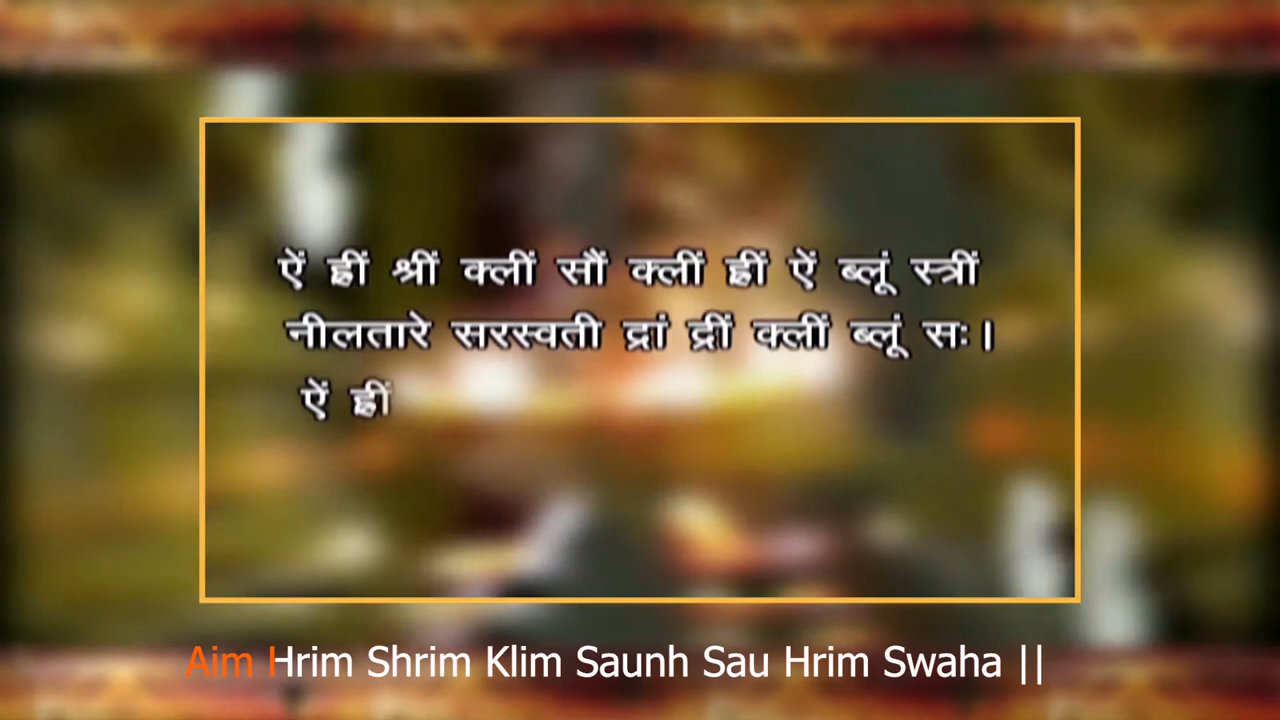 ऐं ह्रीं श्रीं क्लीं सौं क्लीं ह्रीं ऐं ब्लूं स्त्रीं
नीलतारे सरस्वती द्रां द्रीं क्लीं ब्लूं सः।
ऐं ह्रीं
Aim Hrim Shrim Klim Saunh Sau Hrim Swaha ||